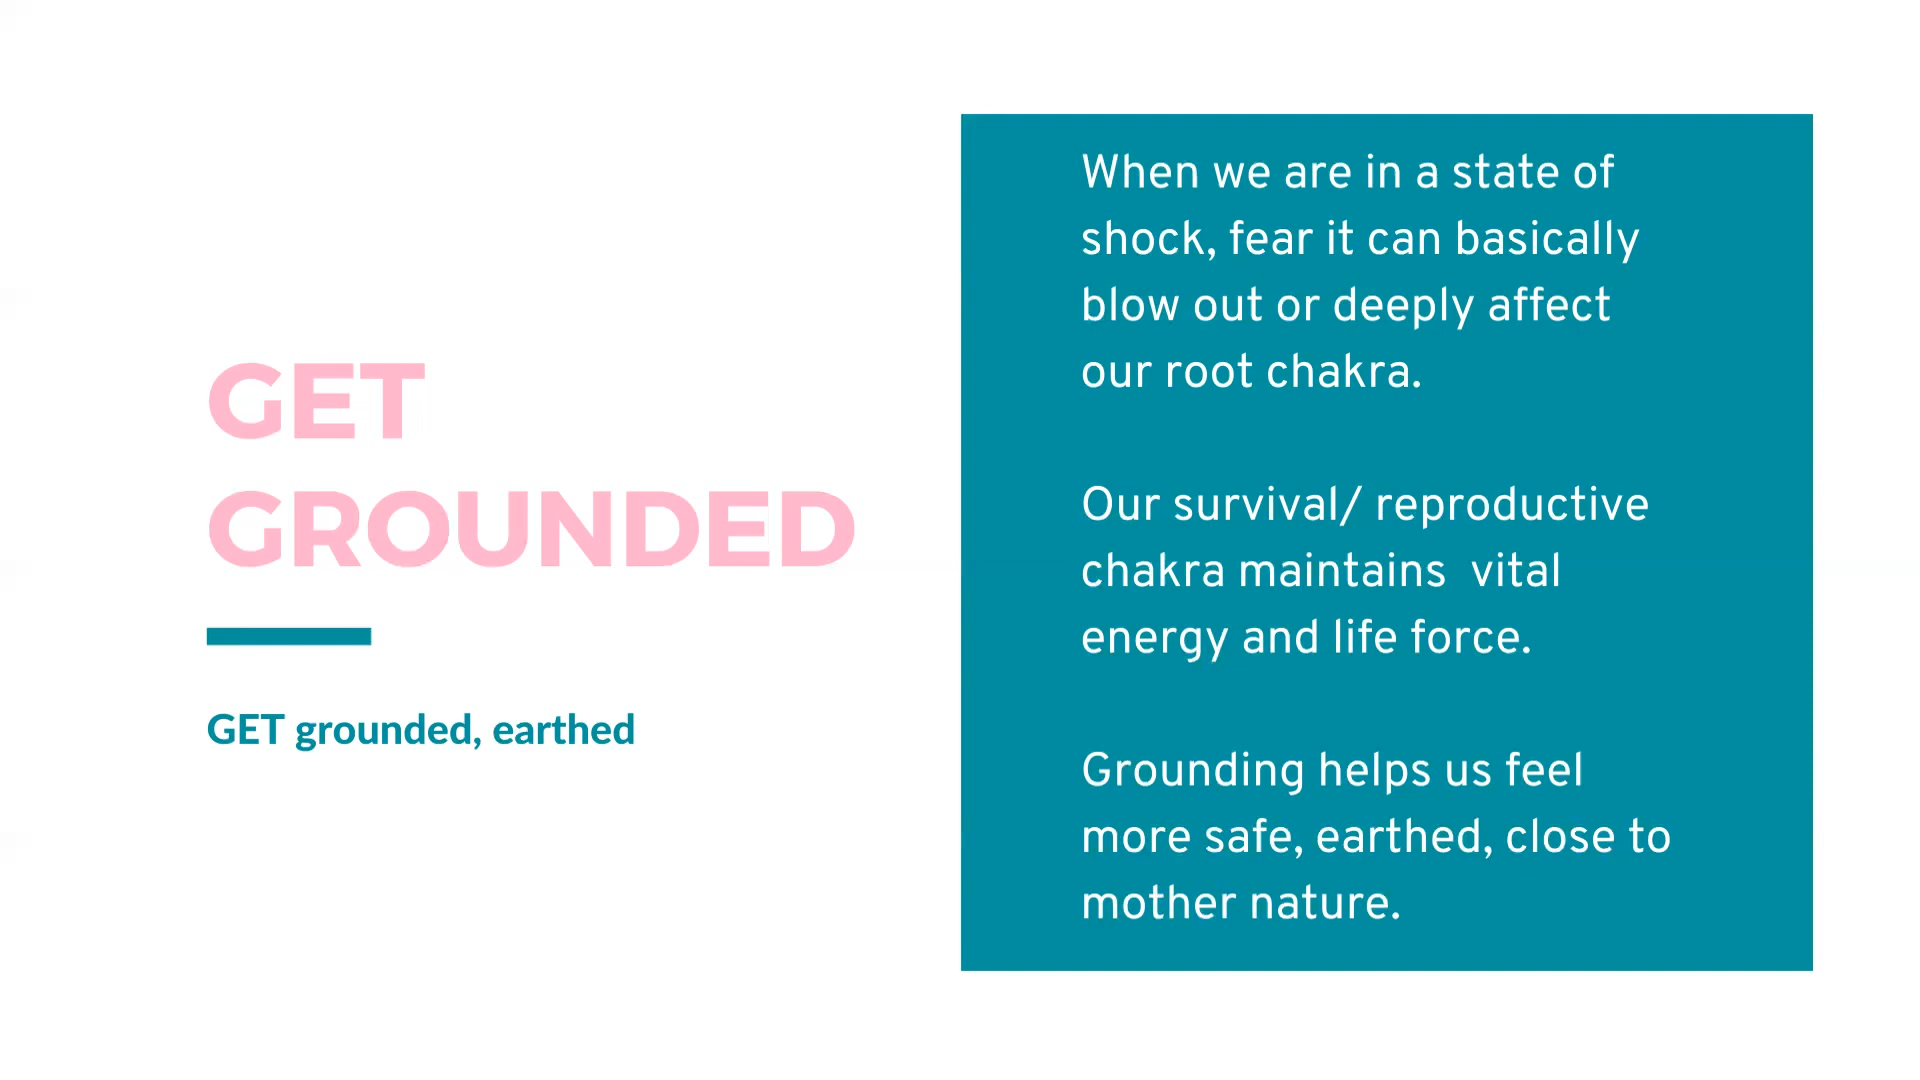 GET
GROUNDED
GET grounded, earthed
When we are in a state of
shock, fear it can basically
blow out or deeply affect
our root chakra.
Our survival/ reproductive
chakra maintains  vital
energy and life force.
Grounding helps us feel
more safe, earthed, close to
mother nature.